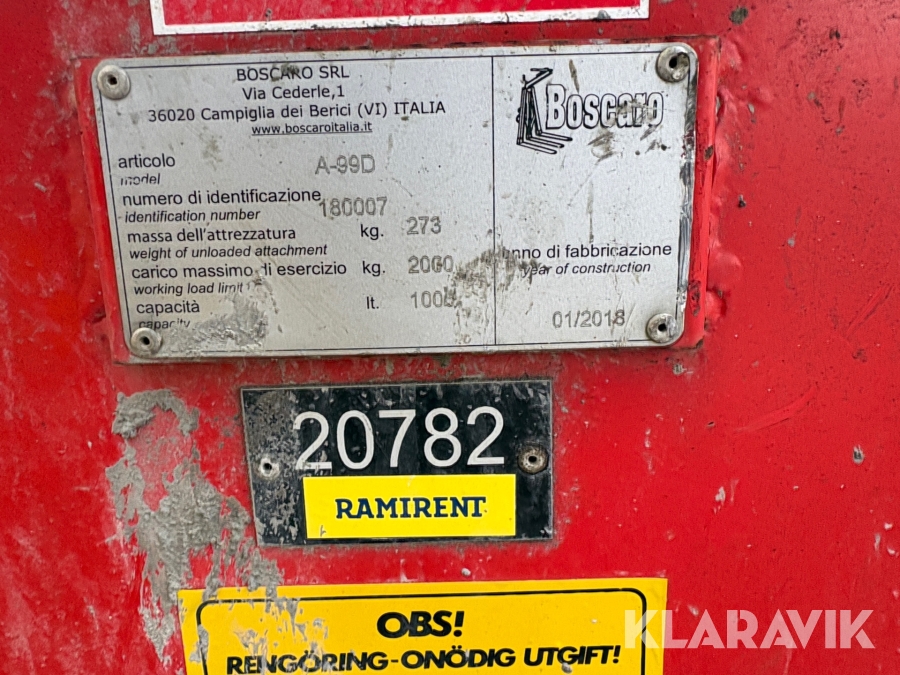 BOSCARO SRL
Via Cederle,1
36020 Campiglia dei Berici (VI) ITALIA
www.boscaroitalia.it
Boscaro
articolo A-99D
model
numero di identificazione 180007
identification number
massa dell'attrezzatura kg. 273
weight of unloaded attachment
carico massimo di esercizio kg. 2000
working load limit
capacità lt. 1000
capacity
anno di fabbricazione
year of construction
01/2018
20782
RAMIRENT
OBS!
RENGÖRING-ONÖDIG UTGIFT!
KLARAVIK